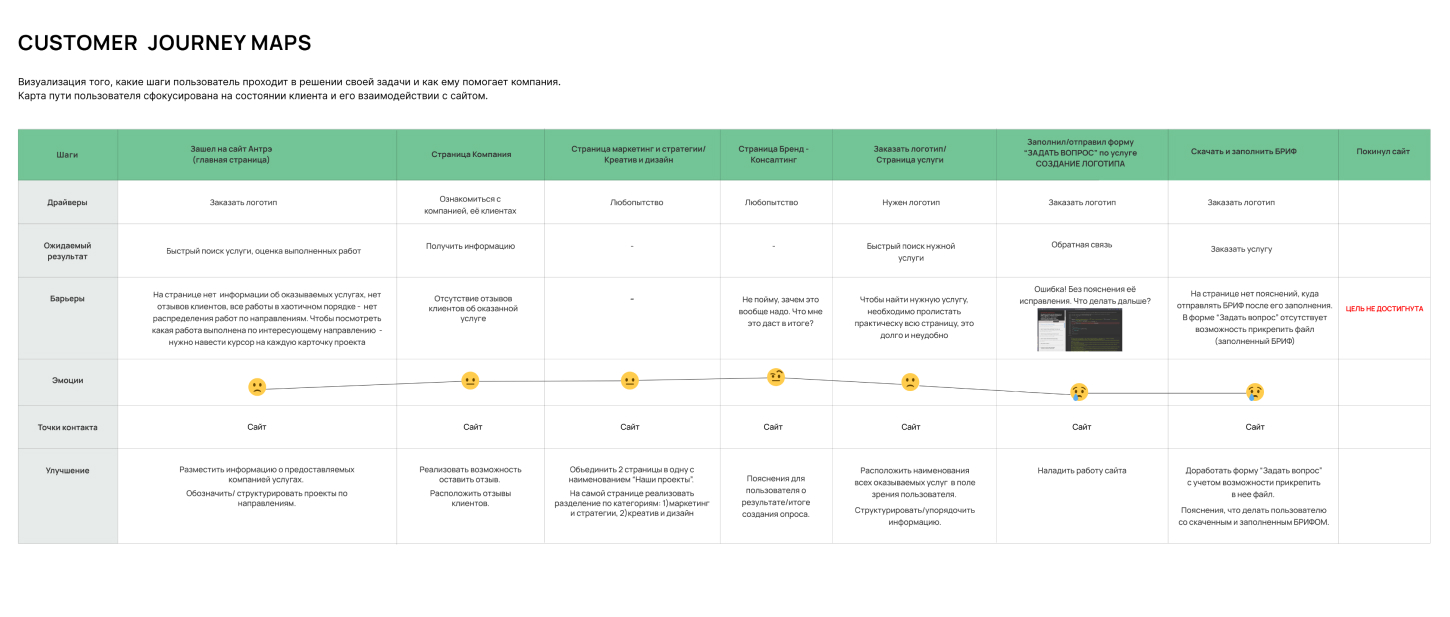 CUSTOMER JOURNEY MAPS
Визуализация того, какие шаги пользователь проходит в решении своей задачи и как ему помогает компания.
Карта пути пользователя сфокусирована на состоянии клиента и его взаимодействии с сайтом.
Шаги
Зашел на сайт Антрэ
(главная страница)
Страница Компания
Страница маркетинг и стратегии/
Креатив и дизайн
Страница Бренд -
Консалтинг
Заказать логотип/
Страница услуги
Заполнил/отправил форму
"ЗАДАТЬ ВОПРОС" по услуге
СОЗДАНИЕ ЛОГОТИПА
Скачать и заполнить БРИФ
Покинул сайт
Драйверы
Заказать логотип
Ознакомиться с
компанией, её клиентах
Любопытство
Любопытство
Нужен логотип
Заказать логотип
Заказать логотип
Ожидаемый
результат
Быстрый поиск услуги, оценка выполненных работ
Получить информацию
-
-
Быстрый поиск нужной
услуги
Обратная связь
Заказать услугу
Барьеры
На странице нет информации об оказываемых услугах, нет
отзывов клиентов, все работы в хаотичном порядке - нет
распределения работ по направлениям. Чтобы посмотреть
какая работа выполнена по интересующему направлению -
нужно навести курсор на каждую карточку проекта
Отсутствие отзывов
клиентов об оказанной
услуге
-
Не пойму, зачем это
вообще надо. Что мне
это даст в итоге?
Чтобы найти нужную услугу,
необходимо пролистать
практически всю страницу, это
долго и неудобно
Ошибка! Без пояснения её
исправления. Что делать дальше?
На странице нет пояснений, куда
отправлять БРИФ после его заполнения.
В форме "Задать вопрос" отсутствует
возможность прикрепить файл
(заполненный БРИФ)
ЦЕЛЬ НЕ ДОСТИГНУТА
Эмоции
Точки контакта
Сайт
Сайт
Сайт
Сайт
Сайт
Сайт
Сайт
Улучшение
Разместить информацию о предоставляемых
компанией услугах.
Обозначить/ структурировать проекты по
направлениям.
Реализовать возможность
оставить отзыв.
Расположить отзывы
клиентов.
Объединить 2 страницы в одну с
наименованием "Наши проекты".
На самой странице реализовать
разделение по категориям: 1)маркетинг
и стратегии, 2)креатив и дизайн
Пояснения для
пользователя о
результате/итоге
создания опроса.
Расположить наименования
всех оказываемых услуг в поле
зрения пользователя.
Структурировать/упорядочить
информацию.
Наладить работу сайта
Доработать форму "Задать вопрос"
с учетом возможности прикрепить
в нее файл.
Пояснения, что делать пользователю
со скаченным и заполненным БРИФОМ.